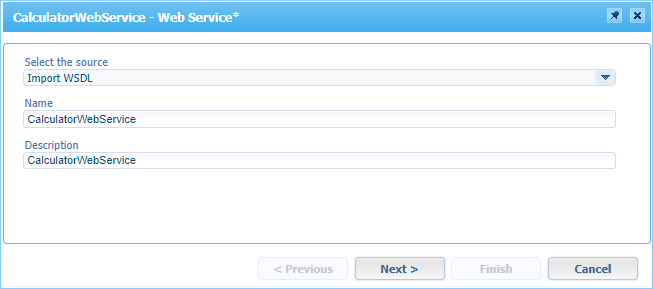 CalculatorWebService - Web Service*
Select the source
Import WSDL
Name
CalculatorWebService
Description
CalculatorWebService
< Previous
Next >
Finish
Cancel